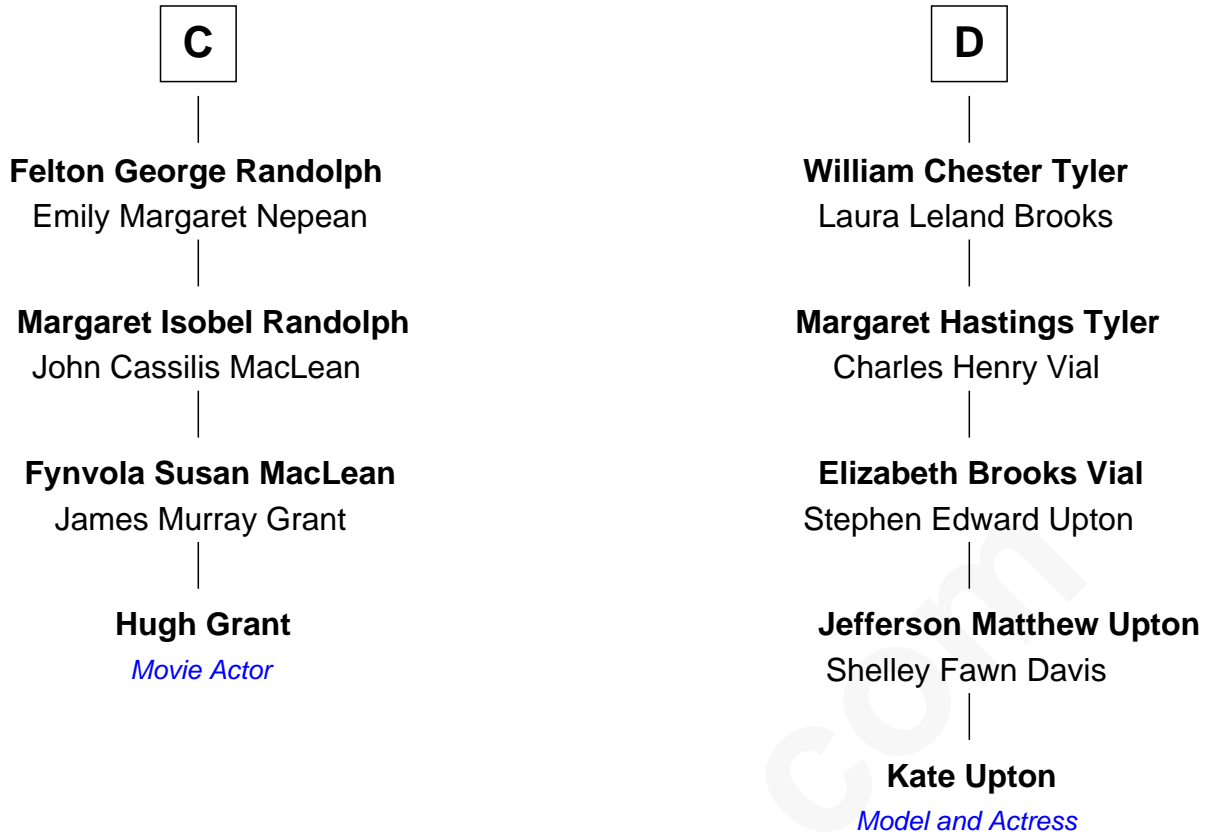 C
Felton George Randolph
Emily Margaret Nepean
Margaret Isobel Randolph
John Cassilis MacLean
Fynvola Susan MacLean
James Murray Grant
Hugh Grant
Movie Actor
D
William Chester Tyler
Laura Leland Brooks
Margaret Hastings Tyler
Charles Henry Vial
Elizabeth Brooks Vial
Stephen Edward Upton
Jefferson Matthew Upton
Shelley Fawn Davis
Kate Upton
Model and Actress
com